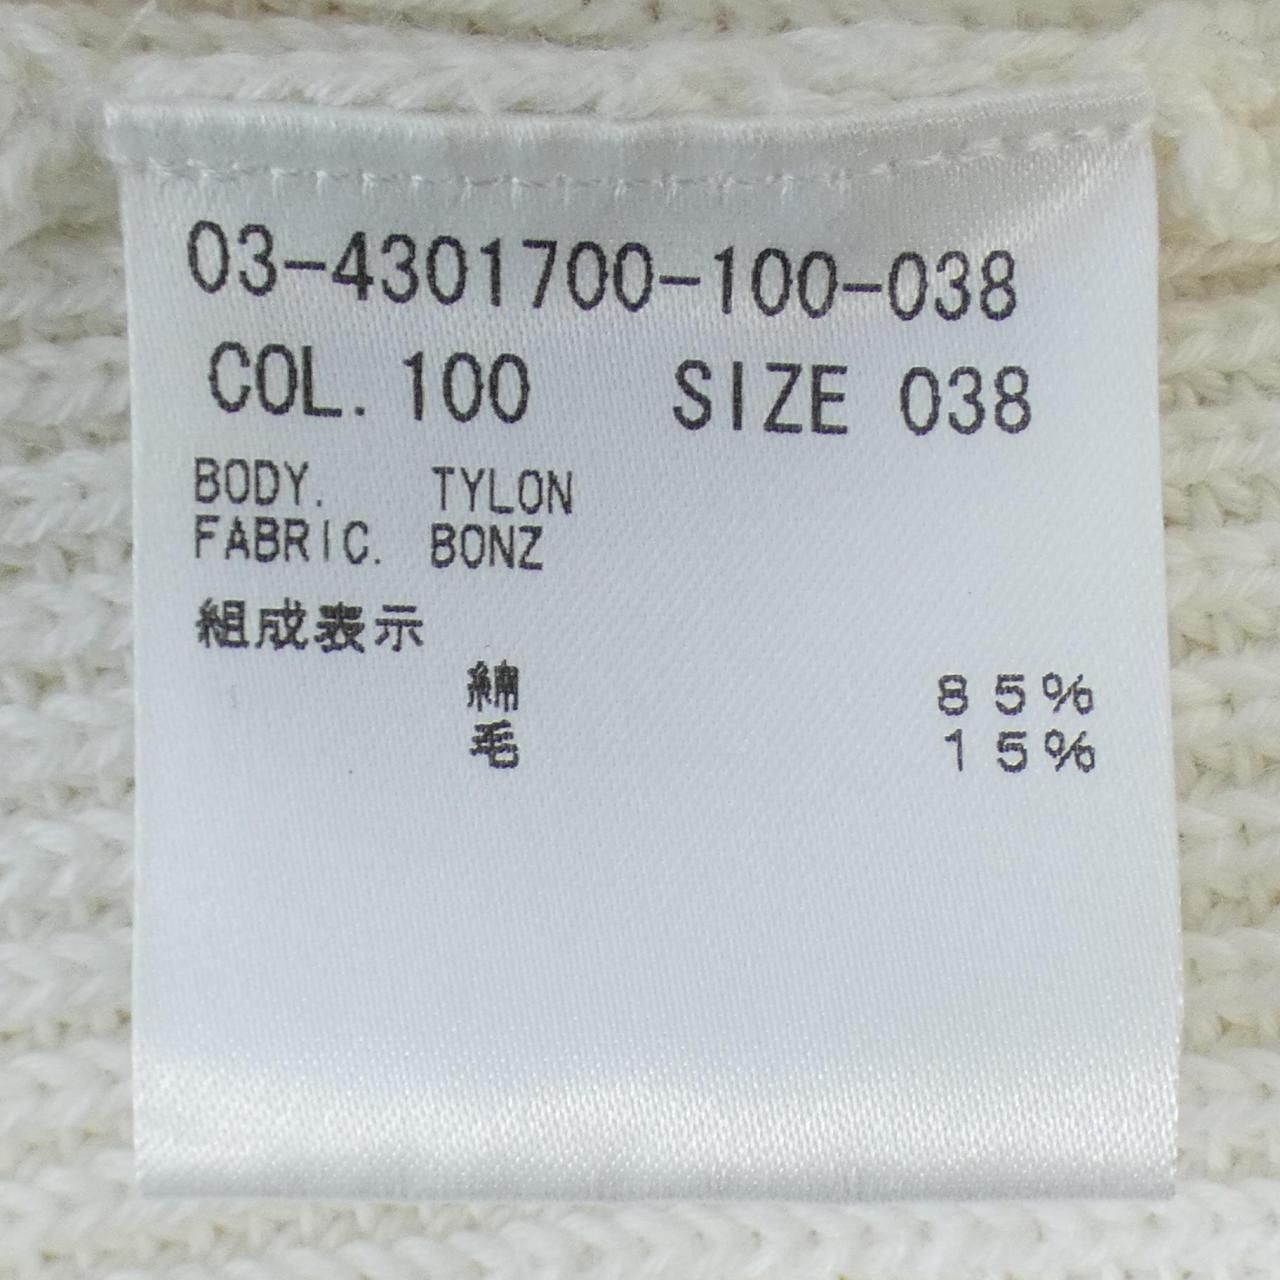 03-4301700-100-038
COL. 100 SIZE 038
BODY. TYLON
FABRIC. BONZ
組成表示
綿 85%
毛 15%